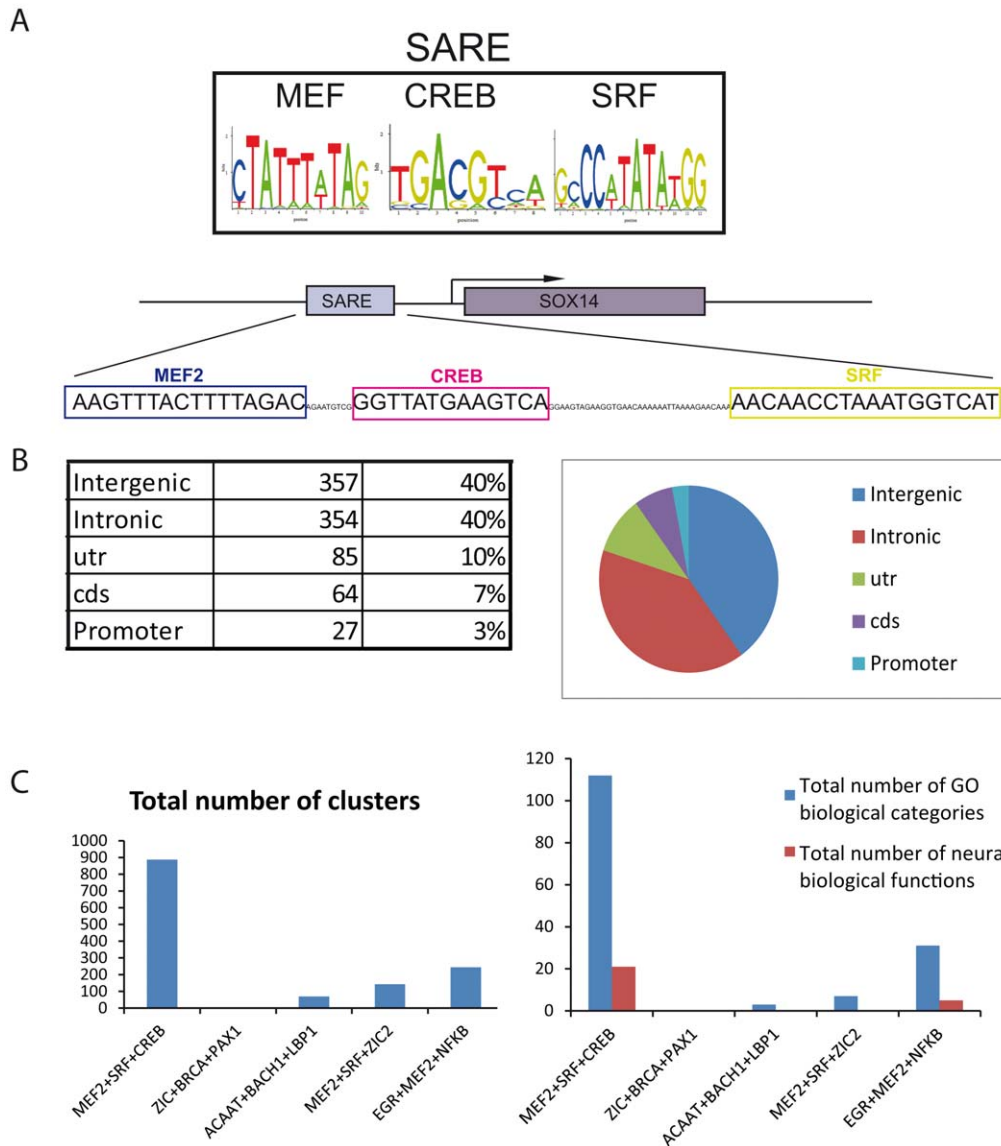 A
SARE
MEF CREB SRF
SARE SOX14
MEF2 CREB SRF
AAGTTTACTTTTAGACAGAATGTCGGGTTATGAAGTCAGGAAGTAGAAGGTGAACAAAAAATTAAAAGAACAAAAACAACCTAAATGGTCAT
B
Intergenic 357 40%
Intronic 354 40%
utr 85 10%
cds 64 7%
Promoter 27 3%
Intergenic
Intronic
utr
cds
Promoter
C
Total number of clusters
1000
900
800
700
600
500
400
300
200
100
0
MEF2+SRF+CREB
ZIC+BRCA+PAX1
ACAAT+BACH1+LBP1
MEF2+SRF+ZIC2
EGR+MEF2+NFKB
120
100
80
60
40
20
0
Total number of GO
biological categories
Total number of neura
biological functions
MEF2+SRF+CREB
ZIC+BRCA+PAX1
ACAAT+BACH1+LBP1
MEF2+SRF+ZIC2
EGR+MEF2+NFKB